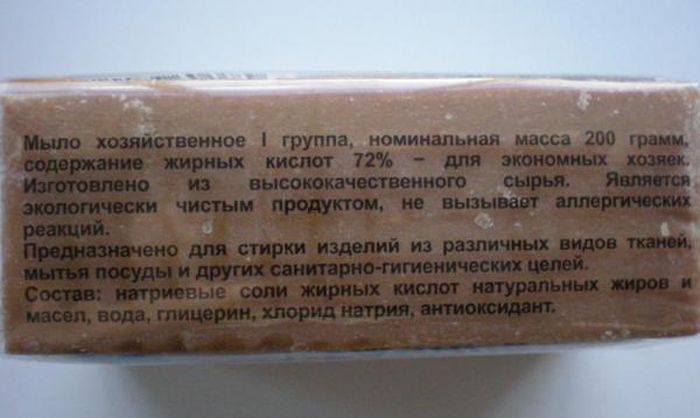 Мыло хозяйственное I группа, номинальная масса 200 грамм,
содержание жирных кислот 72% – для экономных хозяек.
Изготовлено из высококачественного сырья. Является
экологически чистым продуктом, не вызывает аллергических
реакций.
Предназначено для стирки изделий из различных видов тканей,
мытья посуды и других санитарно-гигиенических целей.
Состав: натриевые соли жирных кислот натуральных жиров и
масел, вода, глицерин, хлорид натрия, антиоксидант.